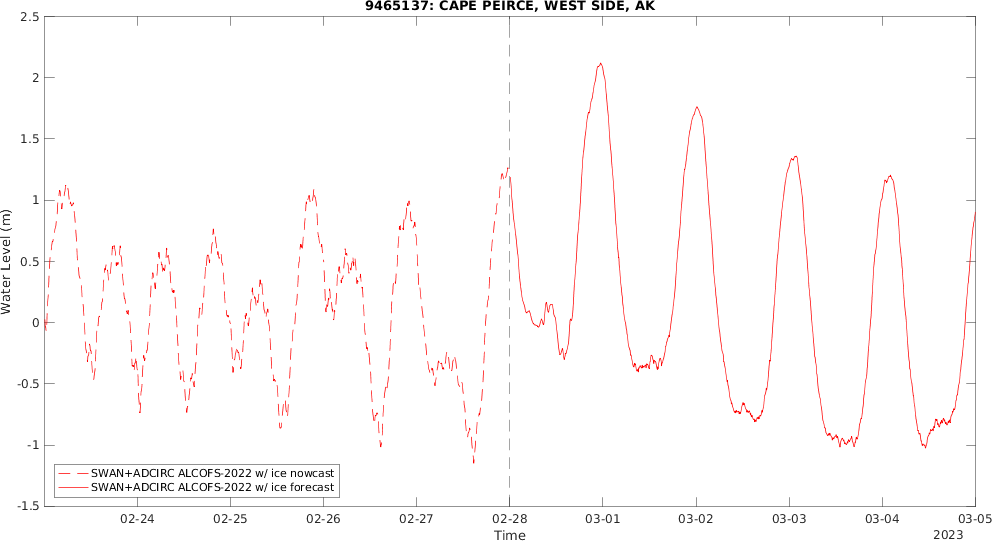 9465137: CAPE PEIRCE, WEST SIDE, AK
2.5
2
1.5
1
0.5
0
-0.5
-1
-1.5
Water Level (m)
SWAN+ADCIRC ALCOFS-2022 w/ ice nowcast
SWAN+ADCIRC ALCOFS-2022 w/ ice forecast
02-24 02-25 02-26 02-27 02-28 03-01 03-02 03-03 03-04 03-05
Time
2023